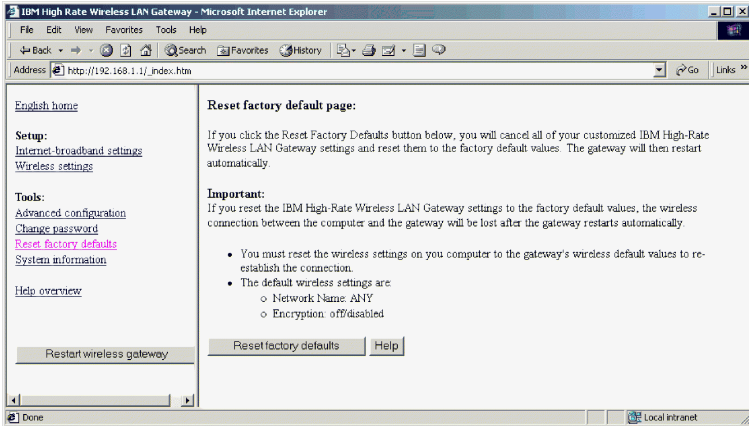 IBM High Rate Wireless LAN Gateway - Microsoft Internet Explorer
File Edit View Favorites Tools Help
Back Search Favorites History
Address http://192.168.1.1/_index.htm Go Links »
English home
Setup:
Internet-broadband settings
Wireless settings
Tools:
Advanced configuration
Change password
Reset factory defaults
System information
Help overview
Restart wireless gateway
Reset factory default page:
If you click the Reset Factory Defaults button below, you will cancel all of your customized IBM High-Rate
Wireless LAN Gateway settings and reset them to the factory default values. The gateway will then restart
automatically.
Important:
If you reset the IBM High-Rate Wireless LAN Gateway settings to the factory default values, the wireless
connection between the computer and the gateway will be lost after the gateway restarts automatically.
• You must reset the wireless settings on you computer to the gateway's wireless default values to re-
establish the connection.
• The default wireless settings are:
○ Network Name: ANY
○ Encryption: off/disabled
Reset factory defaults Help
Done Local intranet